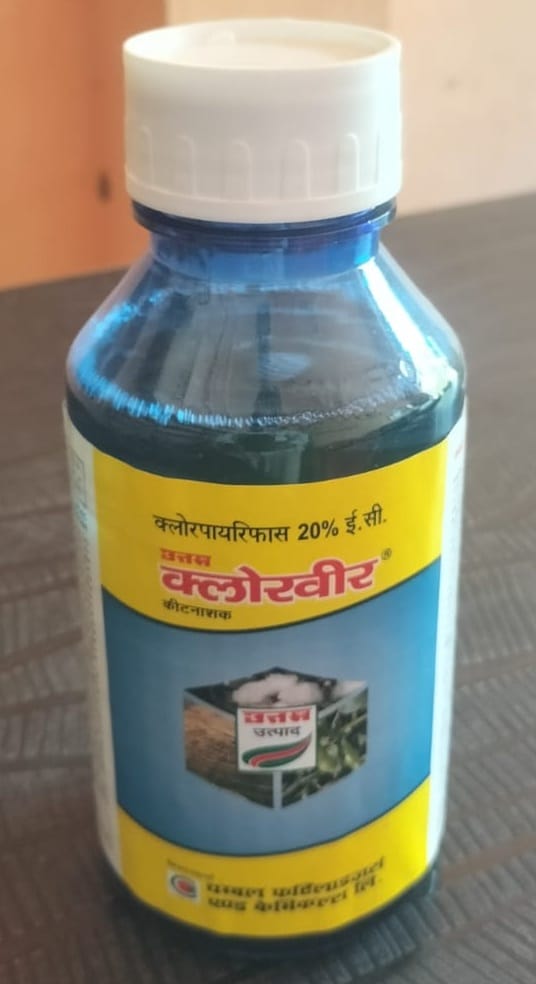 क्लोरपायरिफास 20% ई.सी.
उत्तम
क्लोरवीर®
कीटनाशक
उत्तम
उत्पाद
चम्बल फर्टिलाइज़र्स
एण्ड केमिकल्स लि.